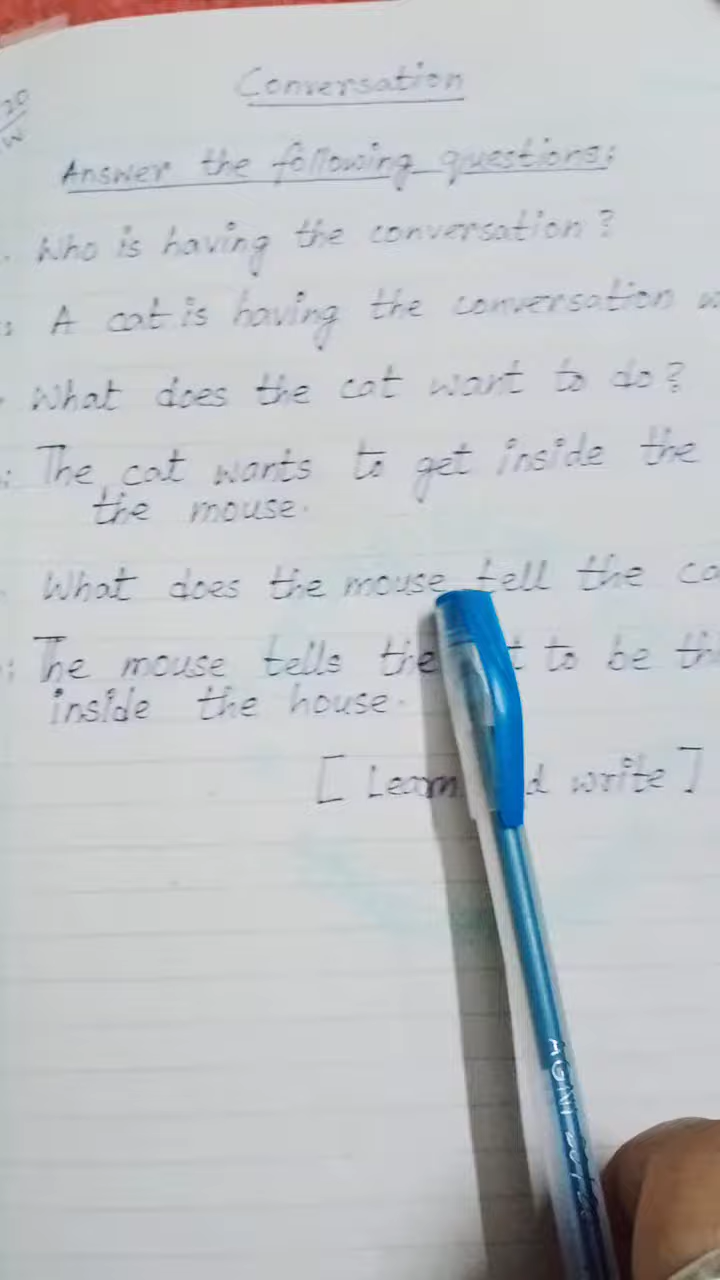 20
W
Conversation
Answer the following questions:
Who is having the conversation?
A cat is having the conversation
What does the cat want to do?
The cat wants to get inside the
the mouse.
What does the mouse tell the
The mouse tells the to be
inside the house.
[ Learn write ]
AGNI